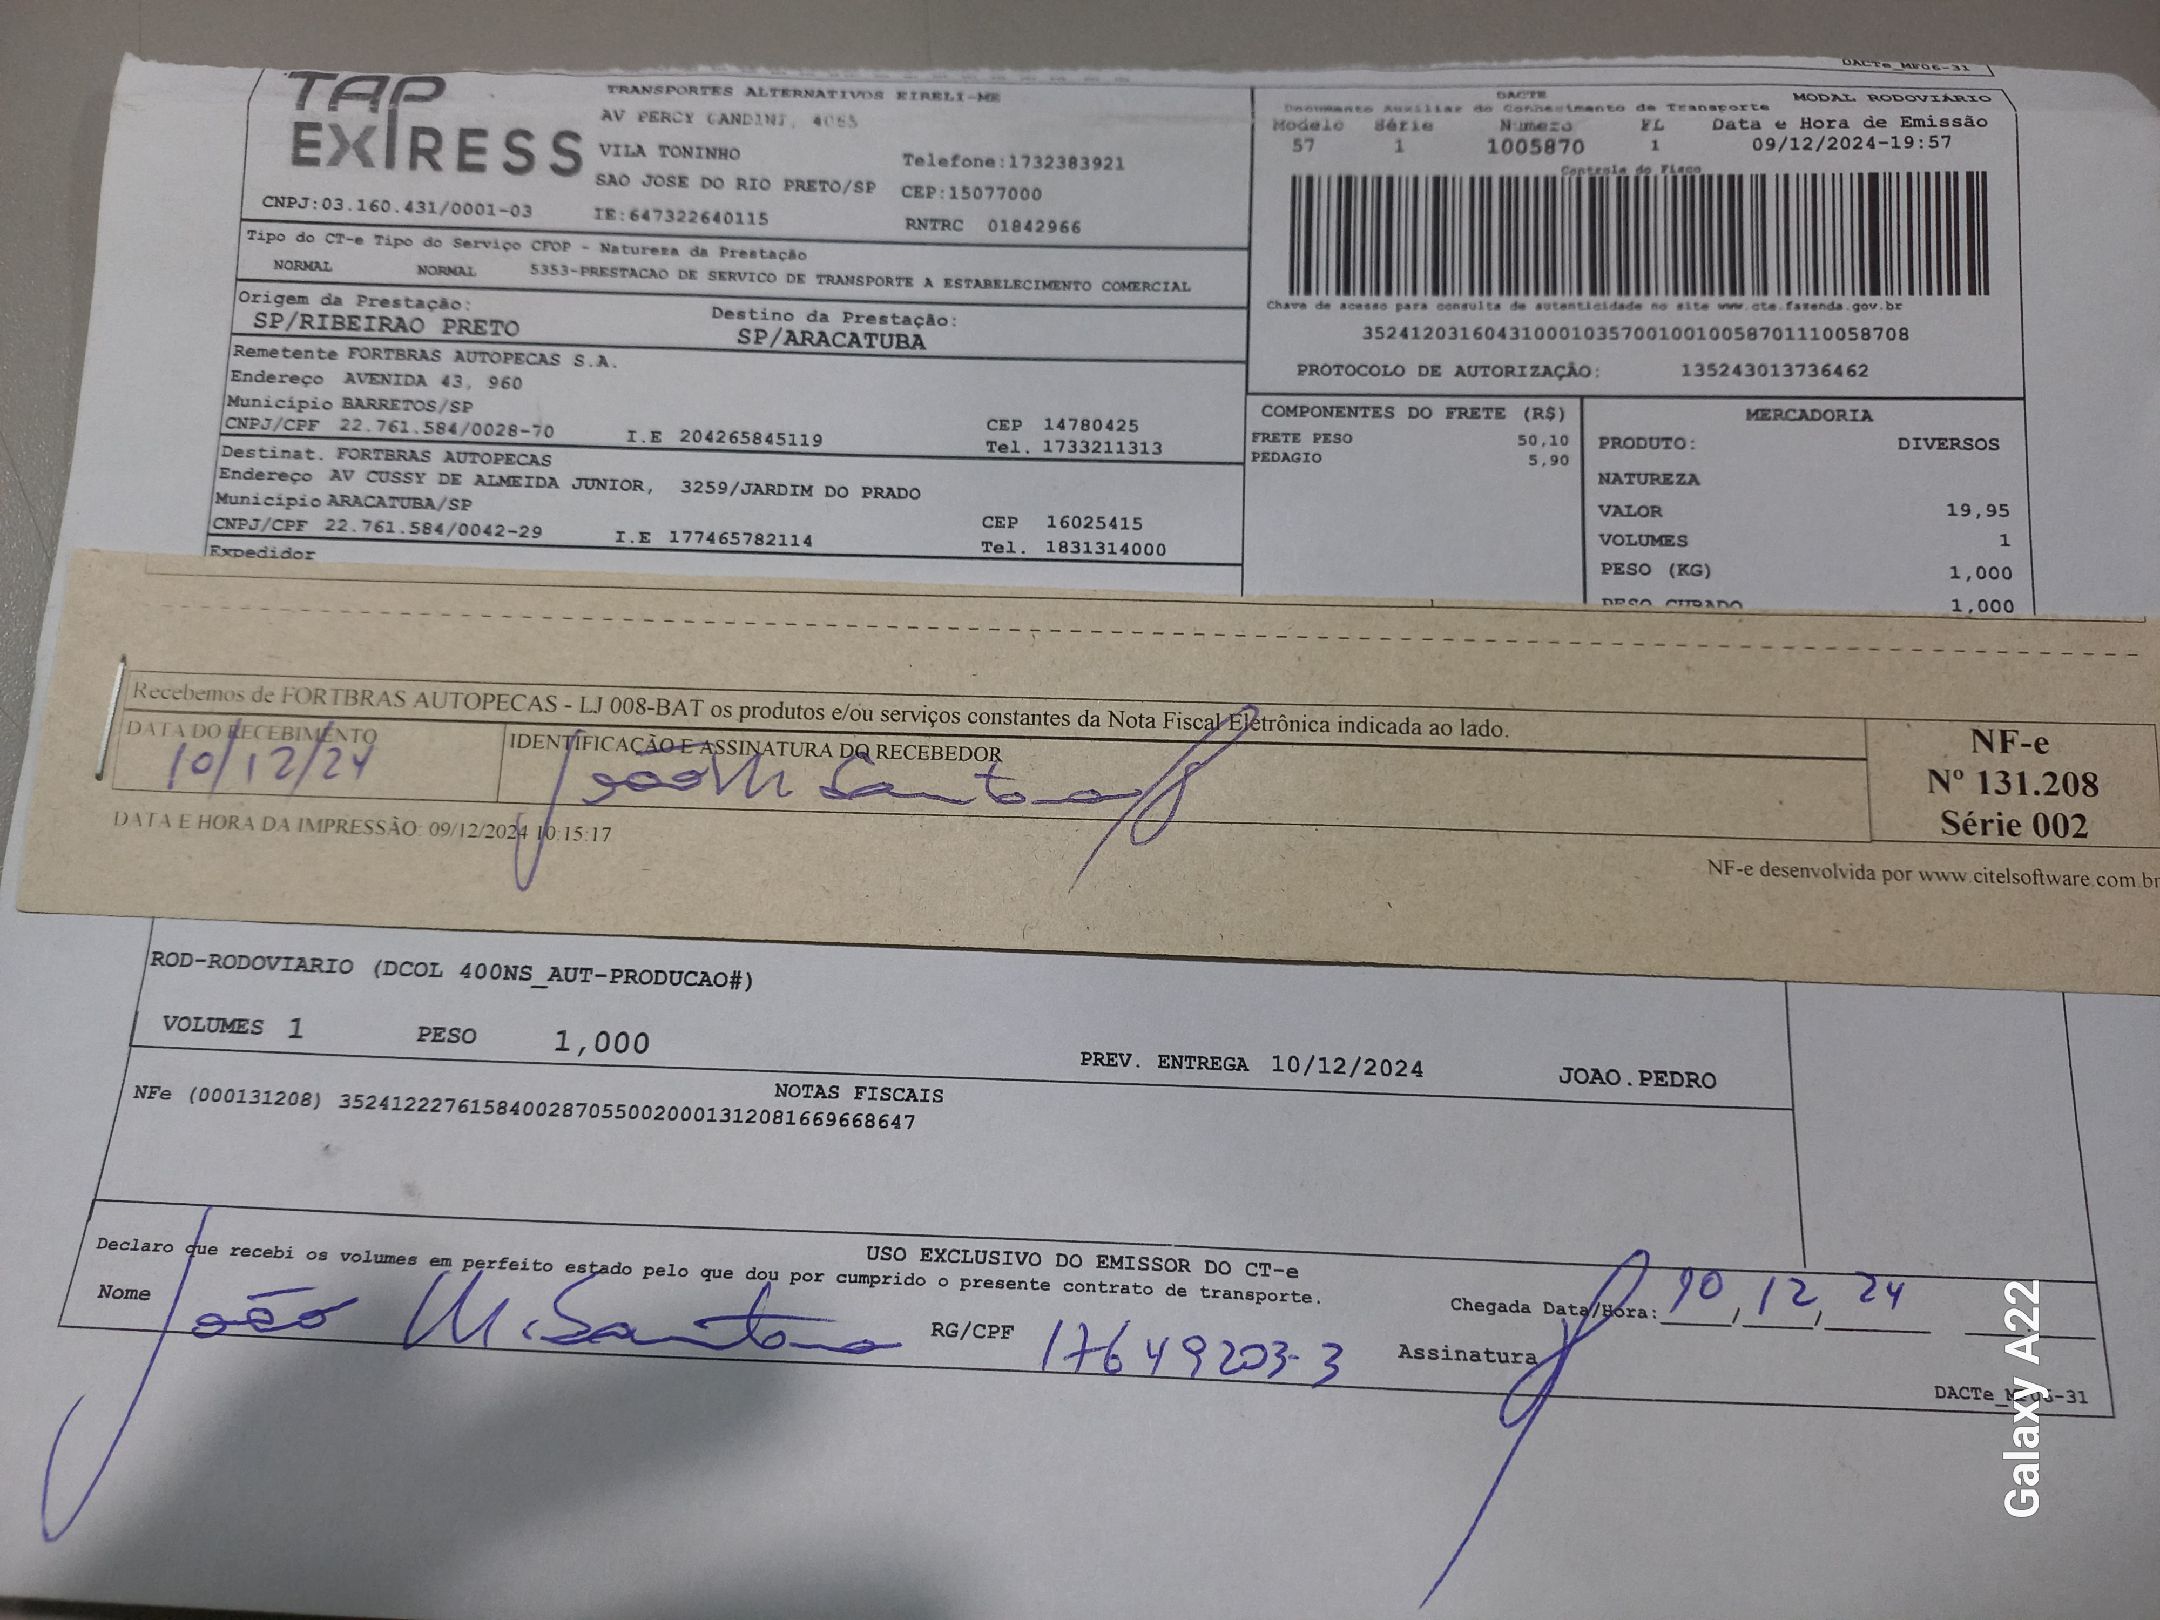 DACTe_MF06-31
TAP
EXPRESS
TRANSPORTES ALTERNATIVOS EIRELI-ME
AV PERCY GANDINI, 4065
VILA TONINHO
Telefone:1732383921
SAO JOSE DO RIO PRETO/SP CEP:15077000
CNPJ:03.160.431/0001-03 IE:647322640115 RNTRC 01842966
DACTE MODAL RODOVIÁRIO
Documento Auxiliar do Conhecimento de Transporte
Modelo Série Numero FL Data e Hora de Emissão
57 1 1005870 1 09/12/2024-19:57
Controle do Fisco
Chave de acesso para consulta de autenticidade no site www.cte.fazenda.gov.br
35241203160431000103570010010058701110058708
PROTOCOLO DE AUTORIZAÇÃO: 135243013736462
Tipo do CT-e Tipo do Serviço CFOP - Natureza da Prestação
NORMAL NORMAL 5353-PRESTACAO DE SERVICO DE TRANSPORTE A ESTABELECIMENTO COMERCIAL
Origem da Prestação: Destino da Prestação:
SP/RIBEIRAO PRETO SP/ARACATUBA
Remetente FORTBRAS AUTOPECAS S.A.
Endereço AVENIDA 43, 960
Município BARRETOS/SP CEP 14780425
CNPJ/CPF 22.761.584/0028-70 I.E 204265845119 Tel. 1733211313
Destinat. FORTBRAS AUTOPECAS
Endereço AV CUSSY DE ALMEIDA JUNIOR, 3259/JARDIM DO PRADO
Município ARACATUBA/SP CEP 16025415
CNPJ/CPF 22.761.584/0042-29 I.E 177465782114 Tel. 1831314000
Expedidor
COMPONENTES DO FRETE (R$)
FRETE PESO 50,10
PEDAGIO 5,90
MERCADORIA
PRODUTO: DIVERSOS
NATUREZA
VALOR 19,95
VOLUMES 1
PESO (KG) 1,000
PESO CUBADO 1,000
Recebemos de FORTBRAS AUTOPECAS - LJ 008-BAT os produtos e/ou serviços constantes da Nota Fiscal Eletrônica indicada ao lado.
DATA DO RECEBIMENTO IDENTIFICAÇÃO E ASSINATURA DO RECEBEDOR
10/12/24 João M Santana
NF-e
Nº 131.208
Série 002
DATA E HORA DA IMPRESSÃO: 09/12/2024 10:15:17
NF-e desenvolvida por www.citelsoftware.com.br
ROD-RODOVIARIO (DCOL 400NS_AUT-PRODUCAO#)
VOLUMES 1 PESO 1,000 PREV. ENTREGA 10/12/2024 JOAO.PEDRO
NOTAS FISCAIS
NFe (000131208) 35241222761584002870550020001312081669668647
USO EXCLUSIVO DO EMISSOR DO CT-e
Declaro que recebi os volumes em perfeito estado pelo que dou por cumprido o presente contrato de transporte.
Chegada Data/Hora: 10, 12, 24
Nome João M. Santana RG/CPF 17649203-3 Assinatura
DACTe_MF06-31
Galaxy A22